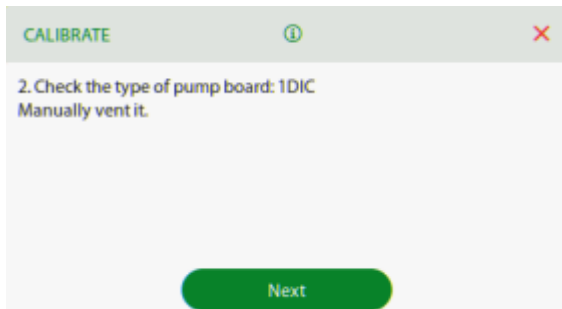 CALIBRATE
2. Check the type of pump board: 1DIC
Manually vent it.
Next